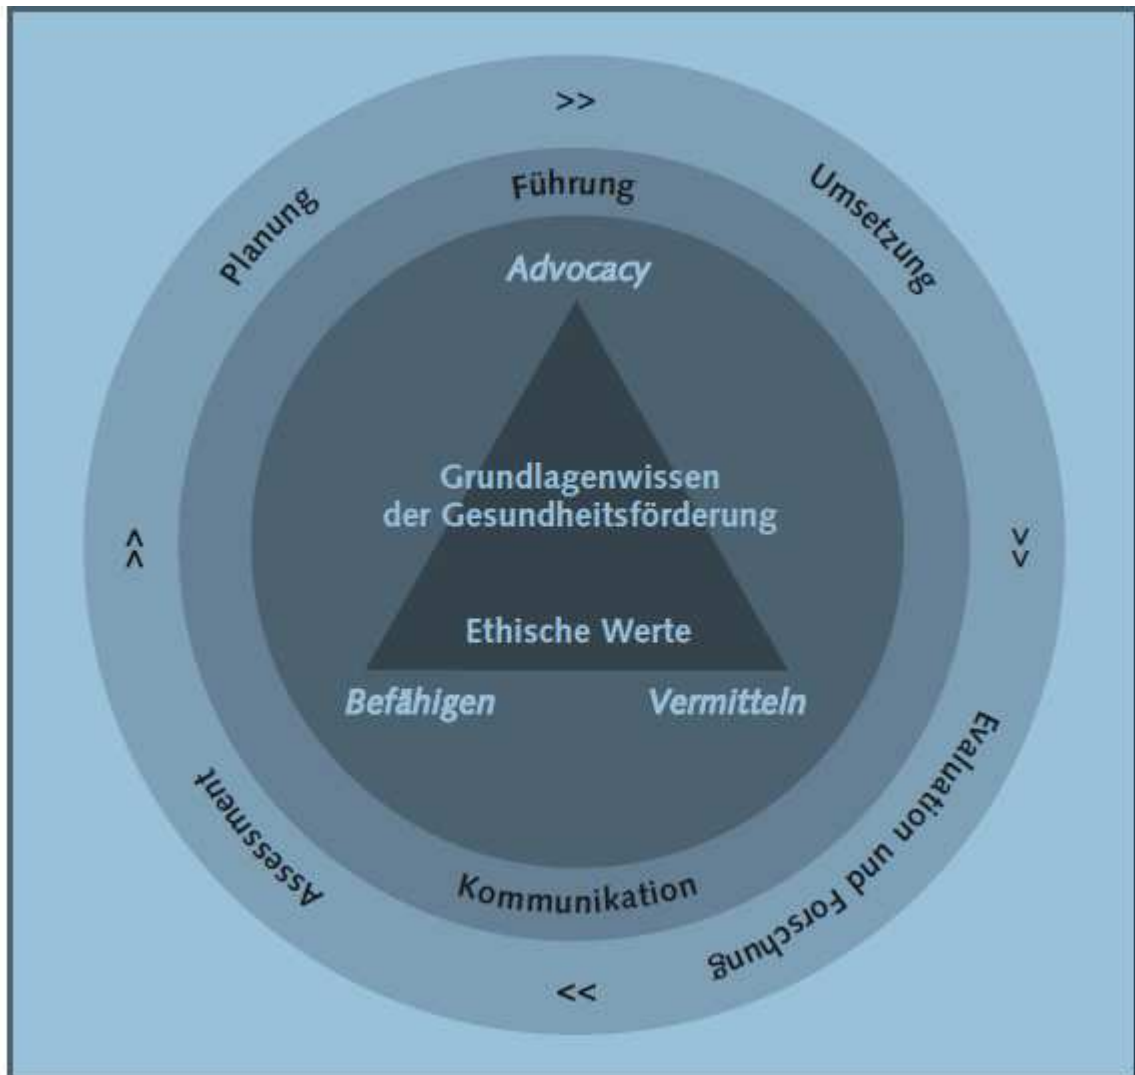 >>
Planung
Umsetzung
Führung
Advocacy
Grundlagenwissen
der Gesundheitsförderung
Ethische Werte
Befähigen
Vermitteln
>>
>>
Assessment
Evaluation und Forschung
Kommunikation
<<